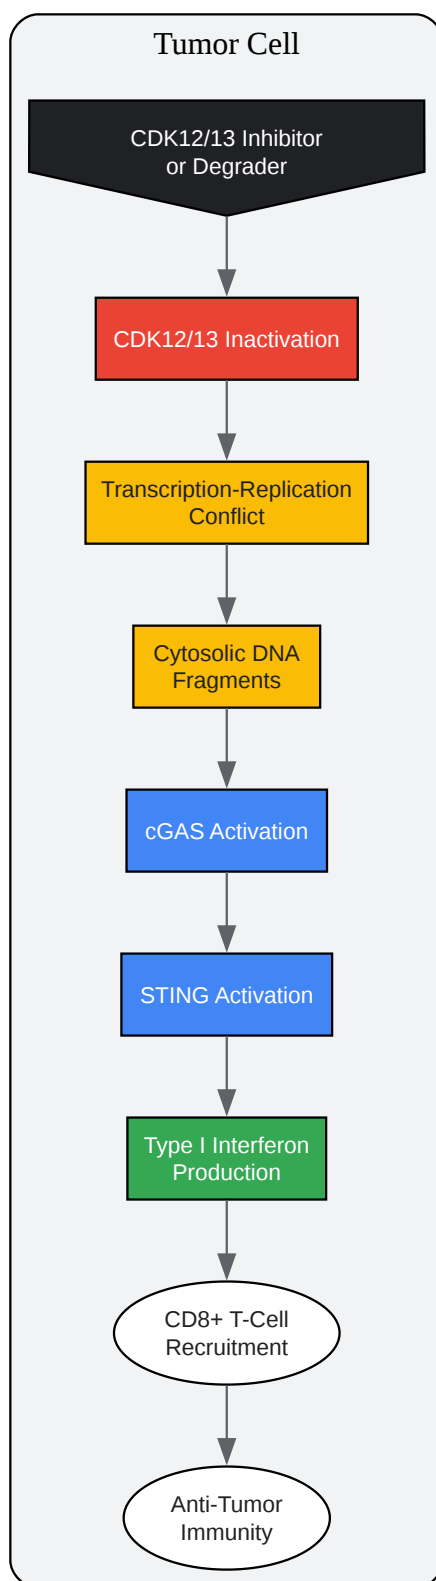 Tumor Cell
CDK12/13 Inhibitor
or Degrader
CDK12/13 Inactivation
Transcription-Replication
Conflict
Cytosolic DNA
Fragments
cGAS Activation
STING Activation
Type I Interferon
Production
CD8+ T-Cell
Recruitment
Anti-Tumor
Immunity